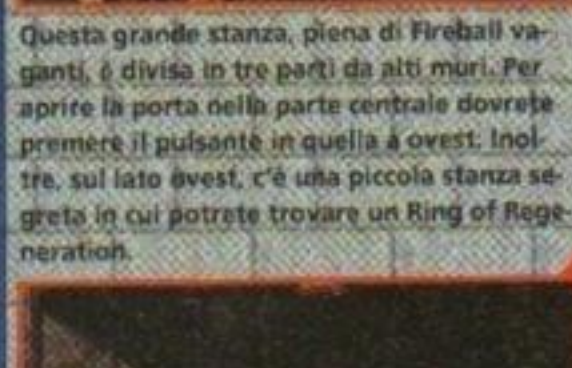 Questa grande stanza, piena di Fireball va-
ganti, è divisa in tre parti da alti muri. Per
aprire la porta nella parte centrale dovrete
premere il pulsante in quella a ovest. Inol-
tre, sul lato ovest, c'è una piccola stanza se-
greta in cui potrete trovare un Ring of Rege-
neration.